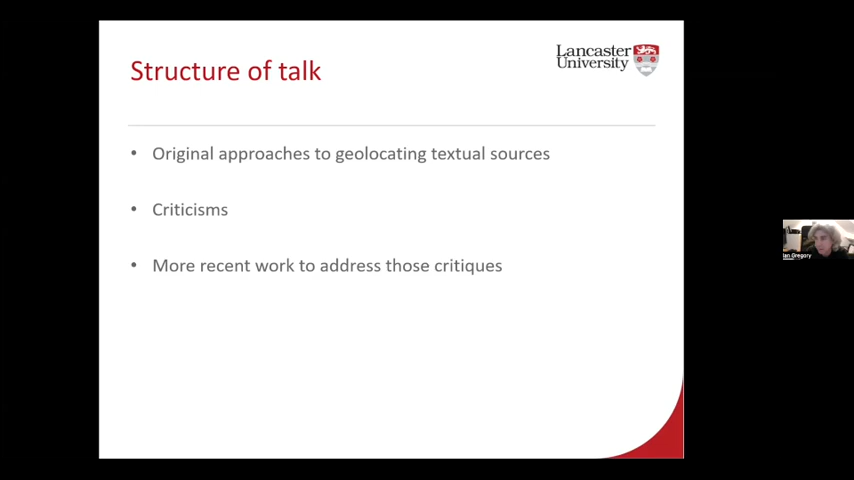 Structure of talk
Lancaster
University
• Original approaches to geolocating textual sources
• Criticisms
• More recent work to address those critiques
Ian Gregory